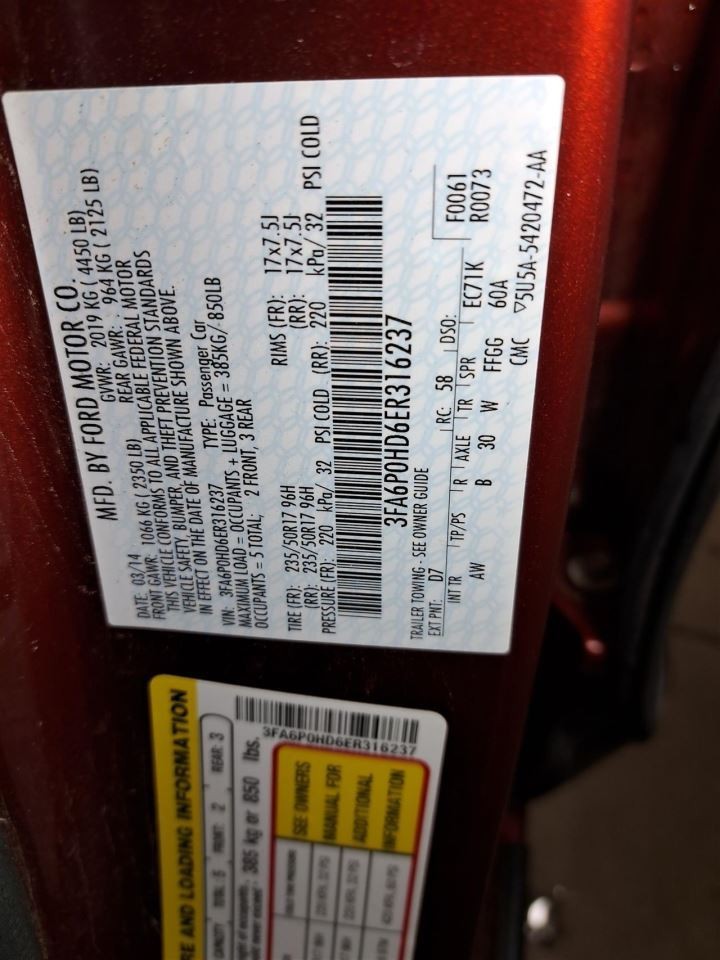 MFD. BY FORD MOTOR CO.
DATE: 03/14 GVWR: 2019 KG ( 4450 LB)
FRONT GAWR: 1066 KG ( 2350 LB) REAR GAWR: 964 KG ( 2125 LB)
THIS VEHICLE CONFORMS TO ALL APPLICABLE FEDERAL MOTOR
VEHICLE SAFETY, BUMPER, AND THEFT PREVENTION STANDARDS
IN EFFECT ON THE DATE OF MANUFACTURE SHOWN ABOVE.
VIN: 3FA6P0HD6ER316237 TYPE: Passenger Car
MAXIMUM LOAD = OCCUPANTS + LUGGAGE = 385KG/ 850LB
OCCUPANTS = 5 TOTAL; 2 FRONT, 3 REAR
TIRE (FR): 235/50R17 96H RIMS (FR): 17x7.5J
(RR): 235/50R17 96H (RR): 17x7.5J
PRESSURE (FR): 220 kPa/ 32 PSI COLD (RR): 220 kPa/ 32 PSI COLD
3FA6P0HD6ER316237
TRAILER TOWING - SEE OWNER GUIDE
EXT PNT: D7 RC: 58 DSO: F0061
R0073
INT TR TP/PS R AXLE TR SPR EC71K
AW B 30 W FFGG 60A
CMC ▽5U5A-5420472-AA
RE AND LOADING INFORMATION
CAPACITY TOTAL: 5 FRONT: 2 REAR: 3
385 kg or 850 lbs.
3FA6P0HD6ER316237
SEE OWNERS
MANUAL FOR
ADDITIONAL
INFORMATION